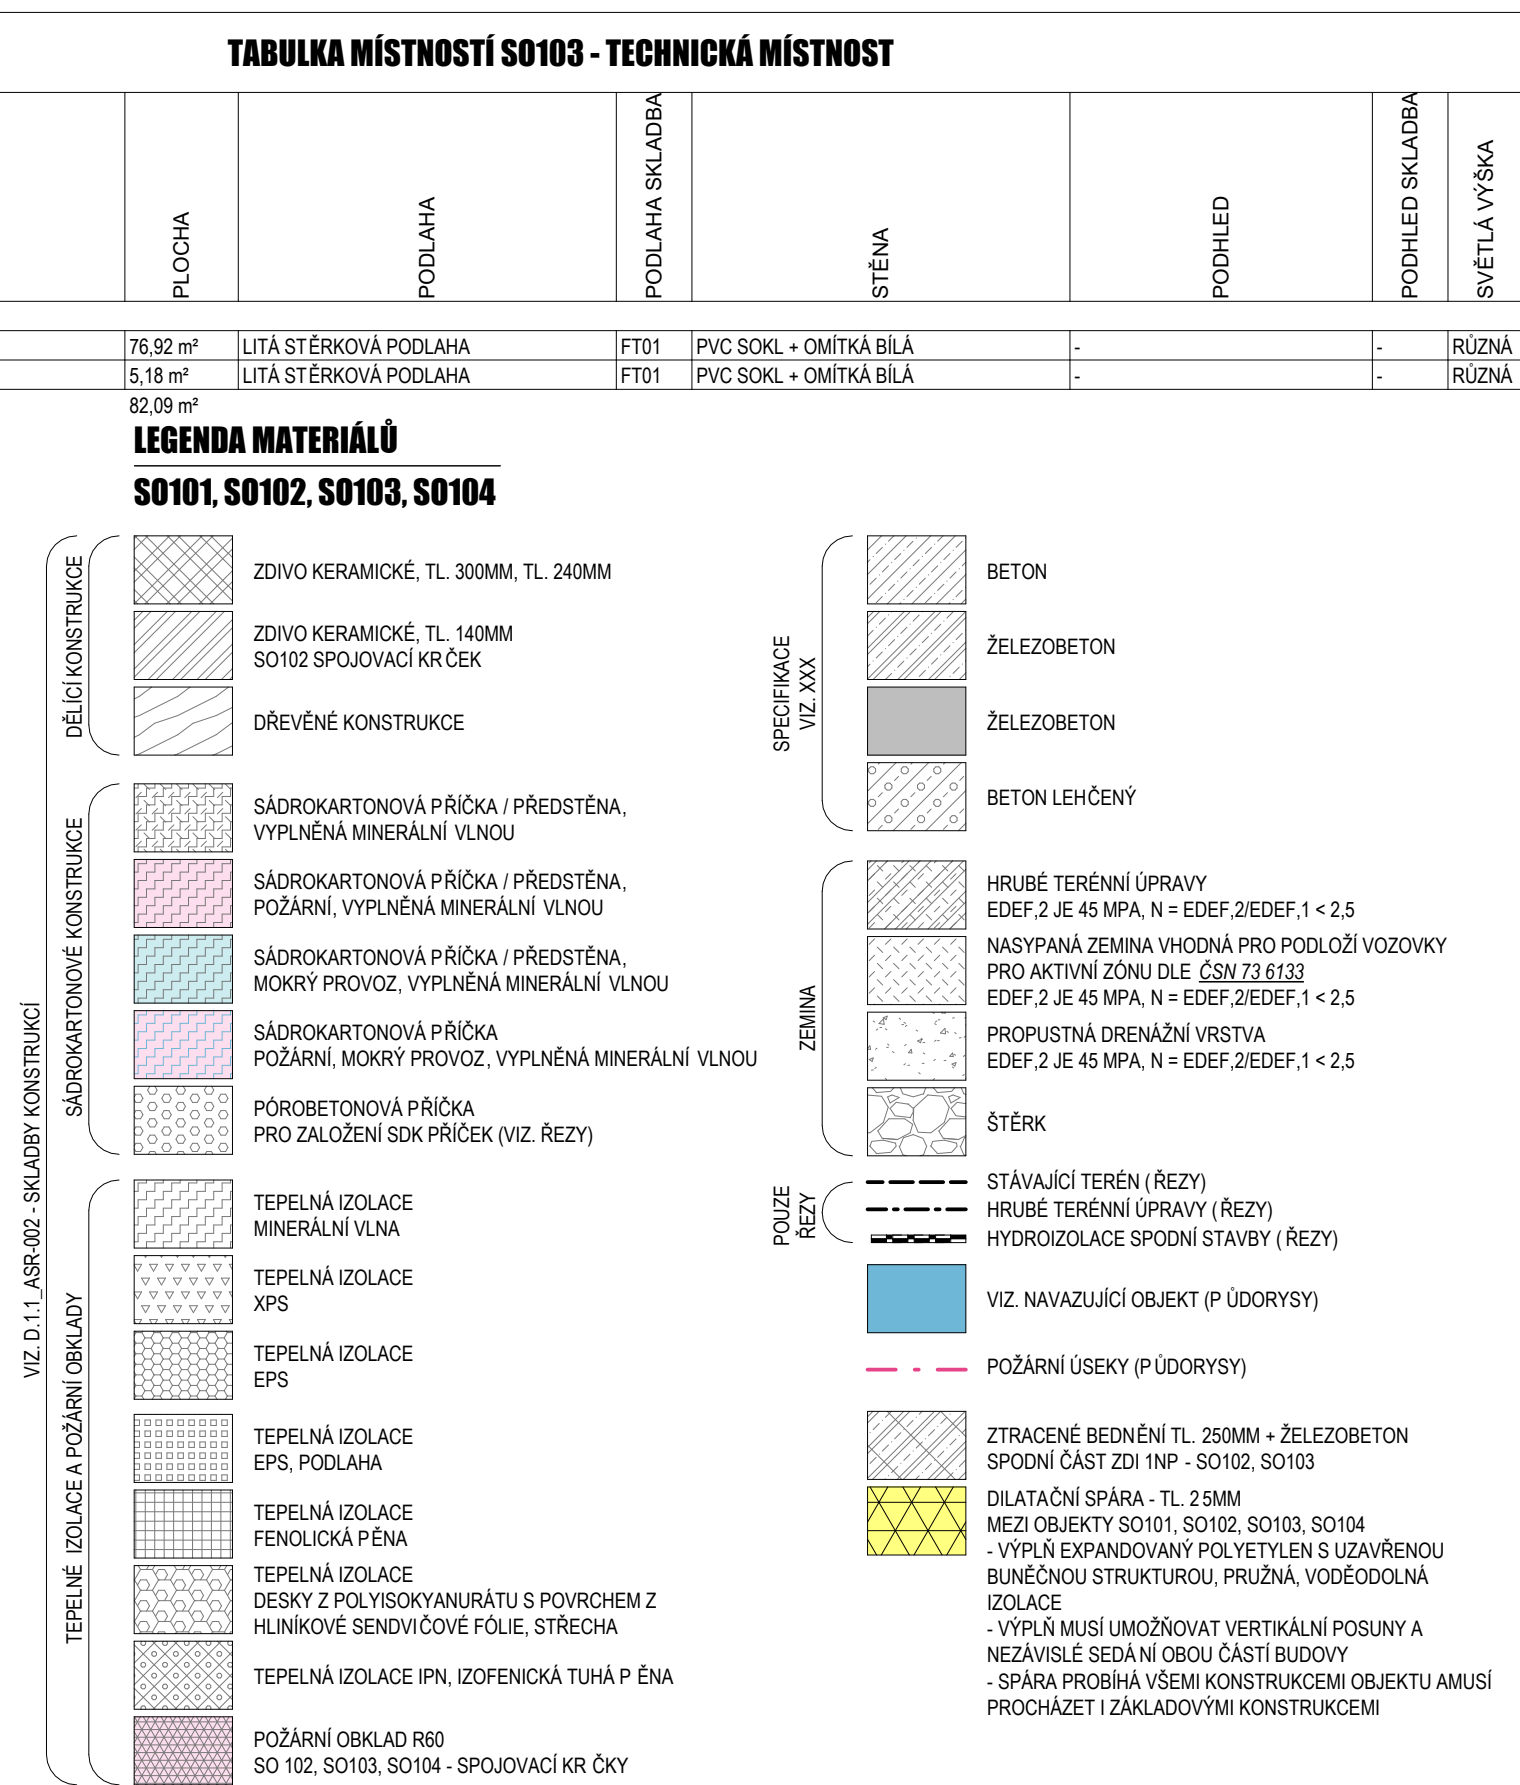 TABULKA MÍSTNOSTÍ SO103 - TECHNICKÁ MÍSTNOST
PLOCHA
PODLAHA
PODLAHA SKLADBA
STĚNA
PODHLED
PODHLED SKLADBA
SVĚTLÁ VÝŠKA
76,92 m² LITÁ STĚRKOVÁ PODLAHA FT01 PVC SOKL + OMÍTKÁ BÍLÁ - - RŮZNÁ
5,18 m² LITÁ STĚRKOVÁ PODLAHA FT01 PVC SOKL + OMÍTKÁ BÍLÁ - - RŮZNÁ
82,09 m²
LEGENDA MATERIÁLŮ
SO101, SO102, SO103, SO104
VIZ. D.1.1_ASR-002 - SKLADBY KONSTRUKCÍ
DĚLÍCÍ KONSTRUKCE
ZDIVO KERAMICKÉ, TL. 300MM, TL. 240MM
ZDIVO KERAMICKÉ, TL. 140MM
SO102 SPOJOVACÍ KRČEK
DŘEVĚNÉ KONSTRUKCE
SÁDROKARTONOVÉ KONSTRUKCE
SÁDROKARTONOVÁ PŘÍČKA / PŘEDSTĚNA,
VYPLNĚNÁ MINERÁLNÍ VLNOU
SÁDROKARTONOVÁ PŘÍČKA / PŘEDSTĚNA,
POŽÁRNÍ, VYPLNĚNÁ MINERÁLNÍ VLNOU
SÁDROKARTONOVÁ PŘÍČKA / PŘEDSTĚNA,
MOKRÝ PROVOZ, VYPLNĚNÁ MINERÁLNÍ VLNOU
SÁDROKARTONOVÁ PŘÍČKA
POŽÁRNÍ, MOKRÝ PROVOZ, VYPLNĚNÁ MINERÁLNÍ VLNOU
PÓROBETONOVÁ PŘÍČKA
PRO ZALOŽENÍ SDK PŘÍČEK (VIZ. ŘEZY)
TEPELNÉ IZOLACE A POŽÁRNÍ OBKLADY
TEPELNÁ IZOLACE
MINERÁLNÍ VLNA
TEPELNÁ IZOLACE
XPS
TEPELNÁ IZOLACE
EPS
TEPELNÁ IZOLACE
EPS, PODLAHA
TEPELNÁ IZOLACE
FENOLICKÁ PĚNA
TEPELNÁ IZOLACE
DESKY Z POLYISOKYANURÁTU S POVRCHEM Z
HLINÍKOVÉ SENDVIČOVÉ FÓLIE, STŘECHA
TEPELNÁ IZOLACE IPN, IZOFENICKÁ TUHÁ PĚNA
POŽÁRNÍ OBKLAD R60
SO 102, SO103, SO104 - SPOJOVACÍ KRČKY
SPECIFIKACE
VIZ. XXX
BETON
ŽELEZOBETON
ŽELEZOBETON
BETON LEHČENÝ
ZEMINA
HRUBÉ TERÉNNÍ ÚPRAVY
EDEF,2 JE 45 MPA, N = EDEF,2/EDEF,1 < 2,5
NASYPANÁ ZEMINA VHODNÁ PRO PODLOŽÍ VOZOVKY
PRO AKTIVNÍ ZÓNU DLE ČSN 73 6133
EDEF,2 JE 45 MPA, N = EDEF,2/EDEF,1 < 2,5
PROPUSTNÁ DRENÁŽNÍ VRSTVA
EDEF,2 JE 45 MPA, N = EDEF,2/EDEF,1 < 2,5
ŠTĚRK
POUZE
ŘEZY
STÁVAJÍCÍ TERÉN (ŘEZY)
HRUBÉ TERÉNNÍ ÚPRAVY (ŘEZY)
HYDROIZOLACE SPODNÍ STAVBY (ŘEZY)
VIZ. NAVAZUJÍCÍ OBJEKT (PŮDORYSY)
POŽÁRNÍ ÚSEKY (PŮDORYSY)
ZTRACENÉ BEDNĚNÍ TL. 250MM + ŽELEZOBETON
SPODNÍ ČÁST ZDI 1NP - SO102, SO103
DILATAČNÍ SPÁRA - TL. 25MM
MEZI OBJEKTY SO101, SO102, SO103, SO104
- VÝPLŇ EXPANDOVANÝ POLYETYLEN S UZAVŘENOU
BUNĚČNOU STRUKTUROU, PRUŽNÁ, VODĚODOLNÁ
IZOLACE
- VÝPLŇ MUSÍ UMOŽŇOVAT VERTIKÁLNÍ POSUNY A
NEZÁVISLÉ SEDÁNÍ OBOU ČÁSTÍ BUDOVY
- SPÁRA PROBÍHÁ VŠEMI KONSTRUKCEMI OBJEKTU AMUSÍ
PROCHÁZET I ZÁKLADOVÝMI KONSTRUKCEMI